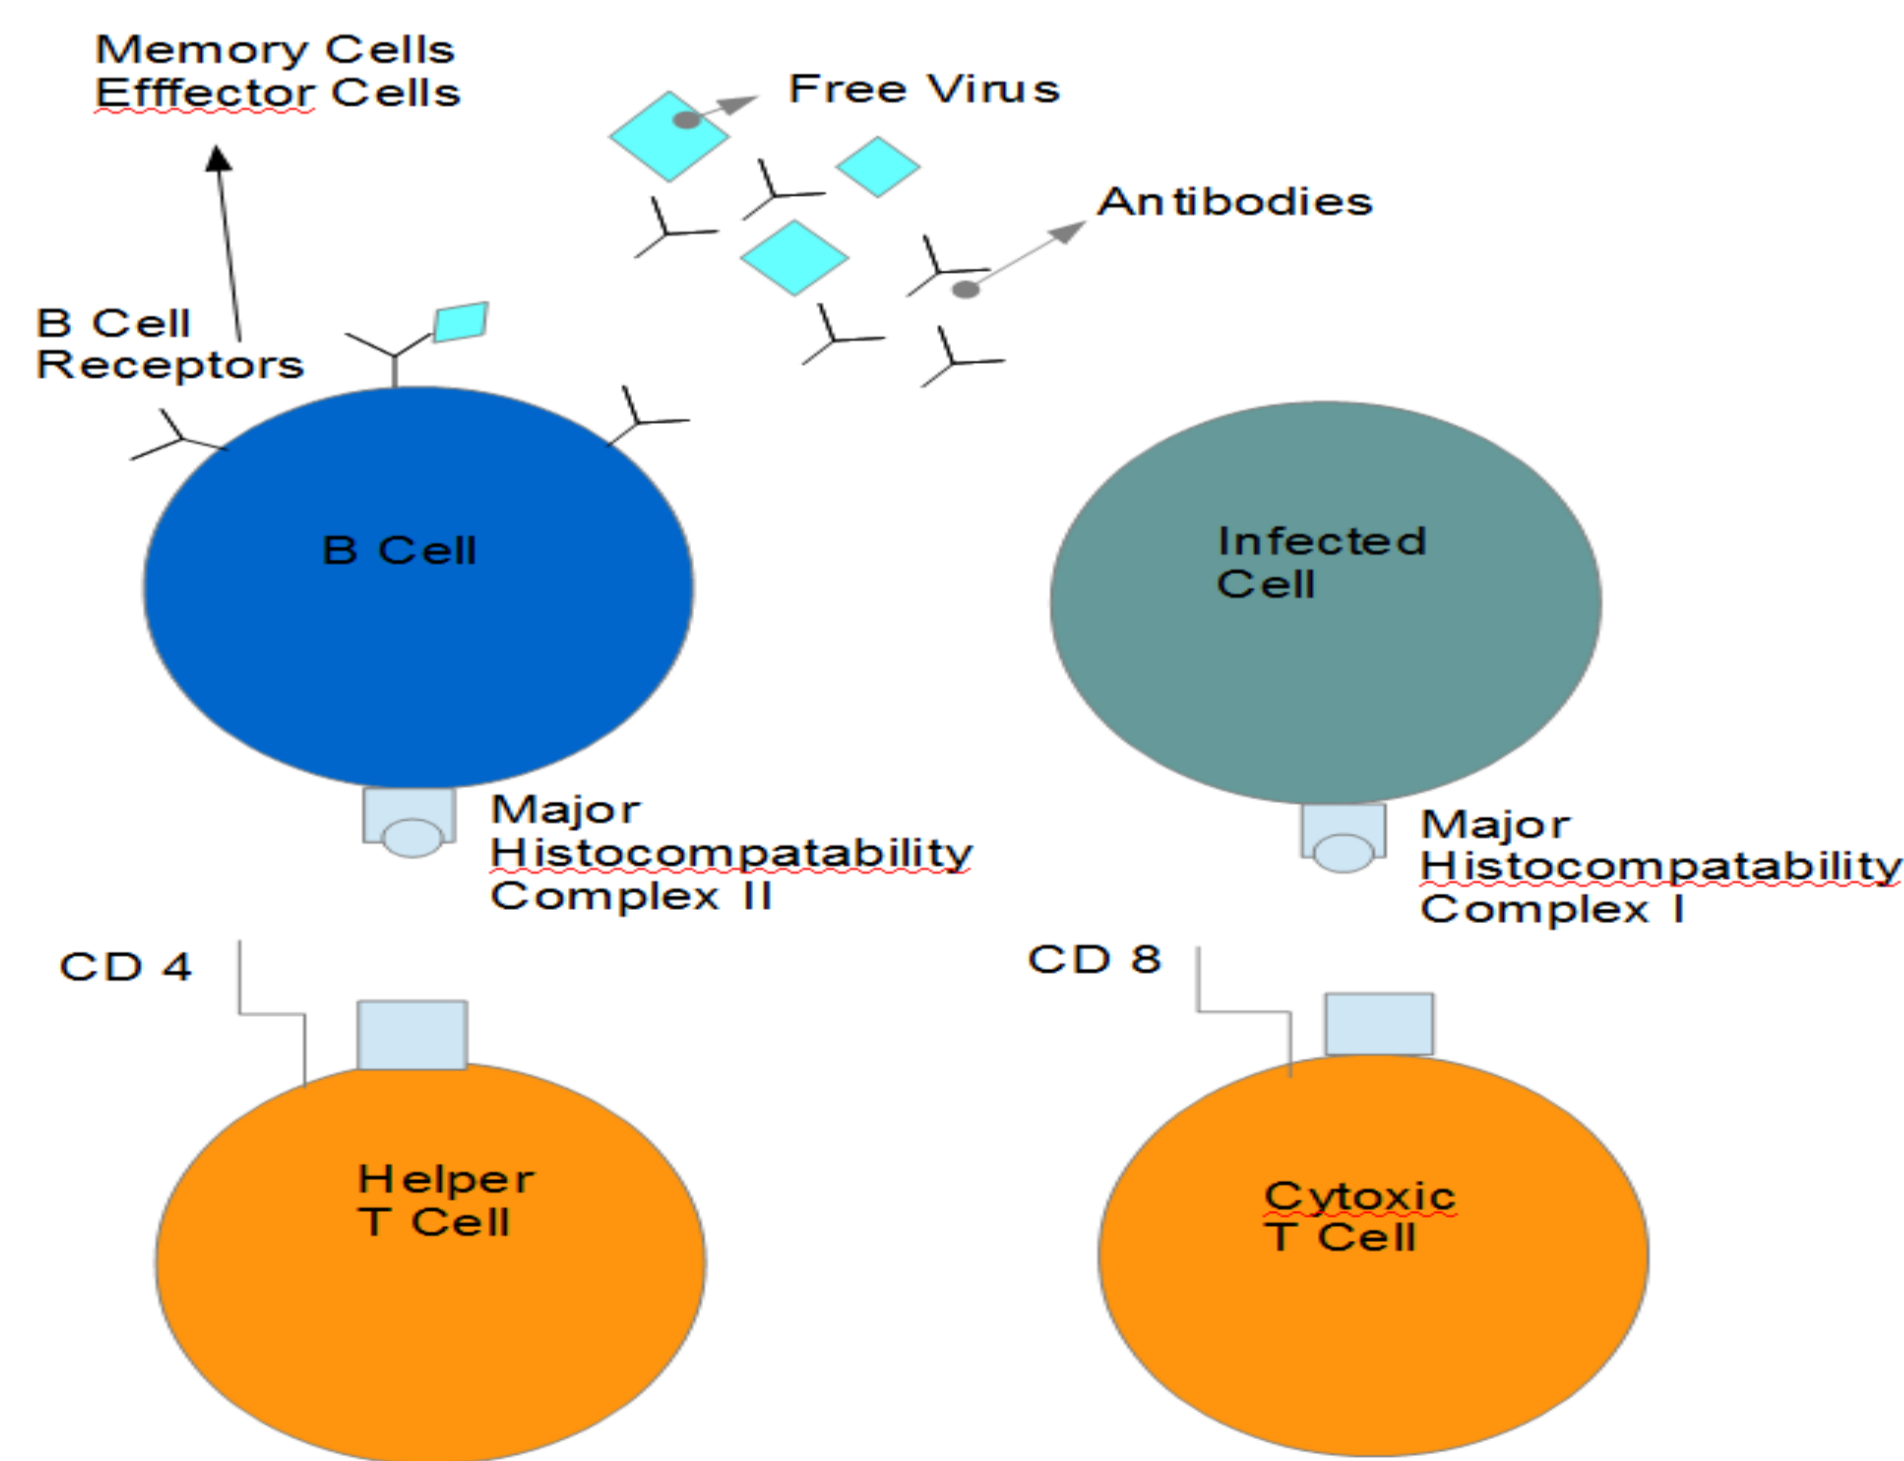 Memory Cells
Efffector Cells
Free Virus
Antibodies
B Cell
Receptors
B Cell
Infected
Cell
Major
Histocompatability
Complex II
Major
Histocompatability
Complex I
CD 4
CD 8
Helper
T Cell
Cytoxic
T Cell